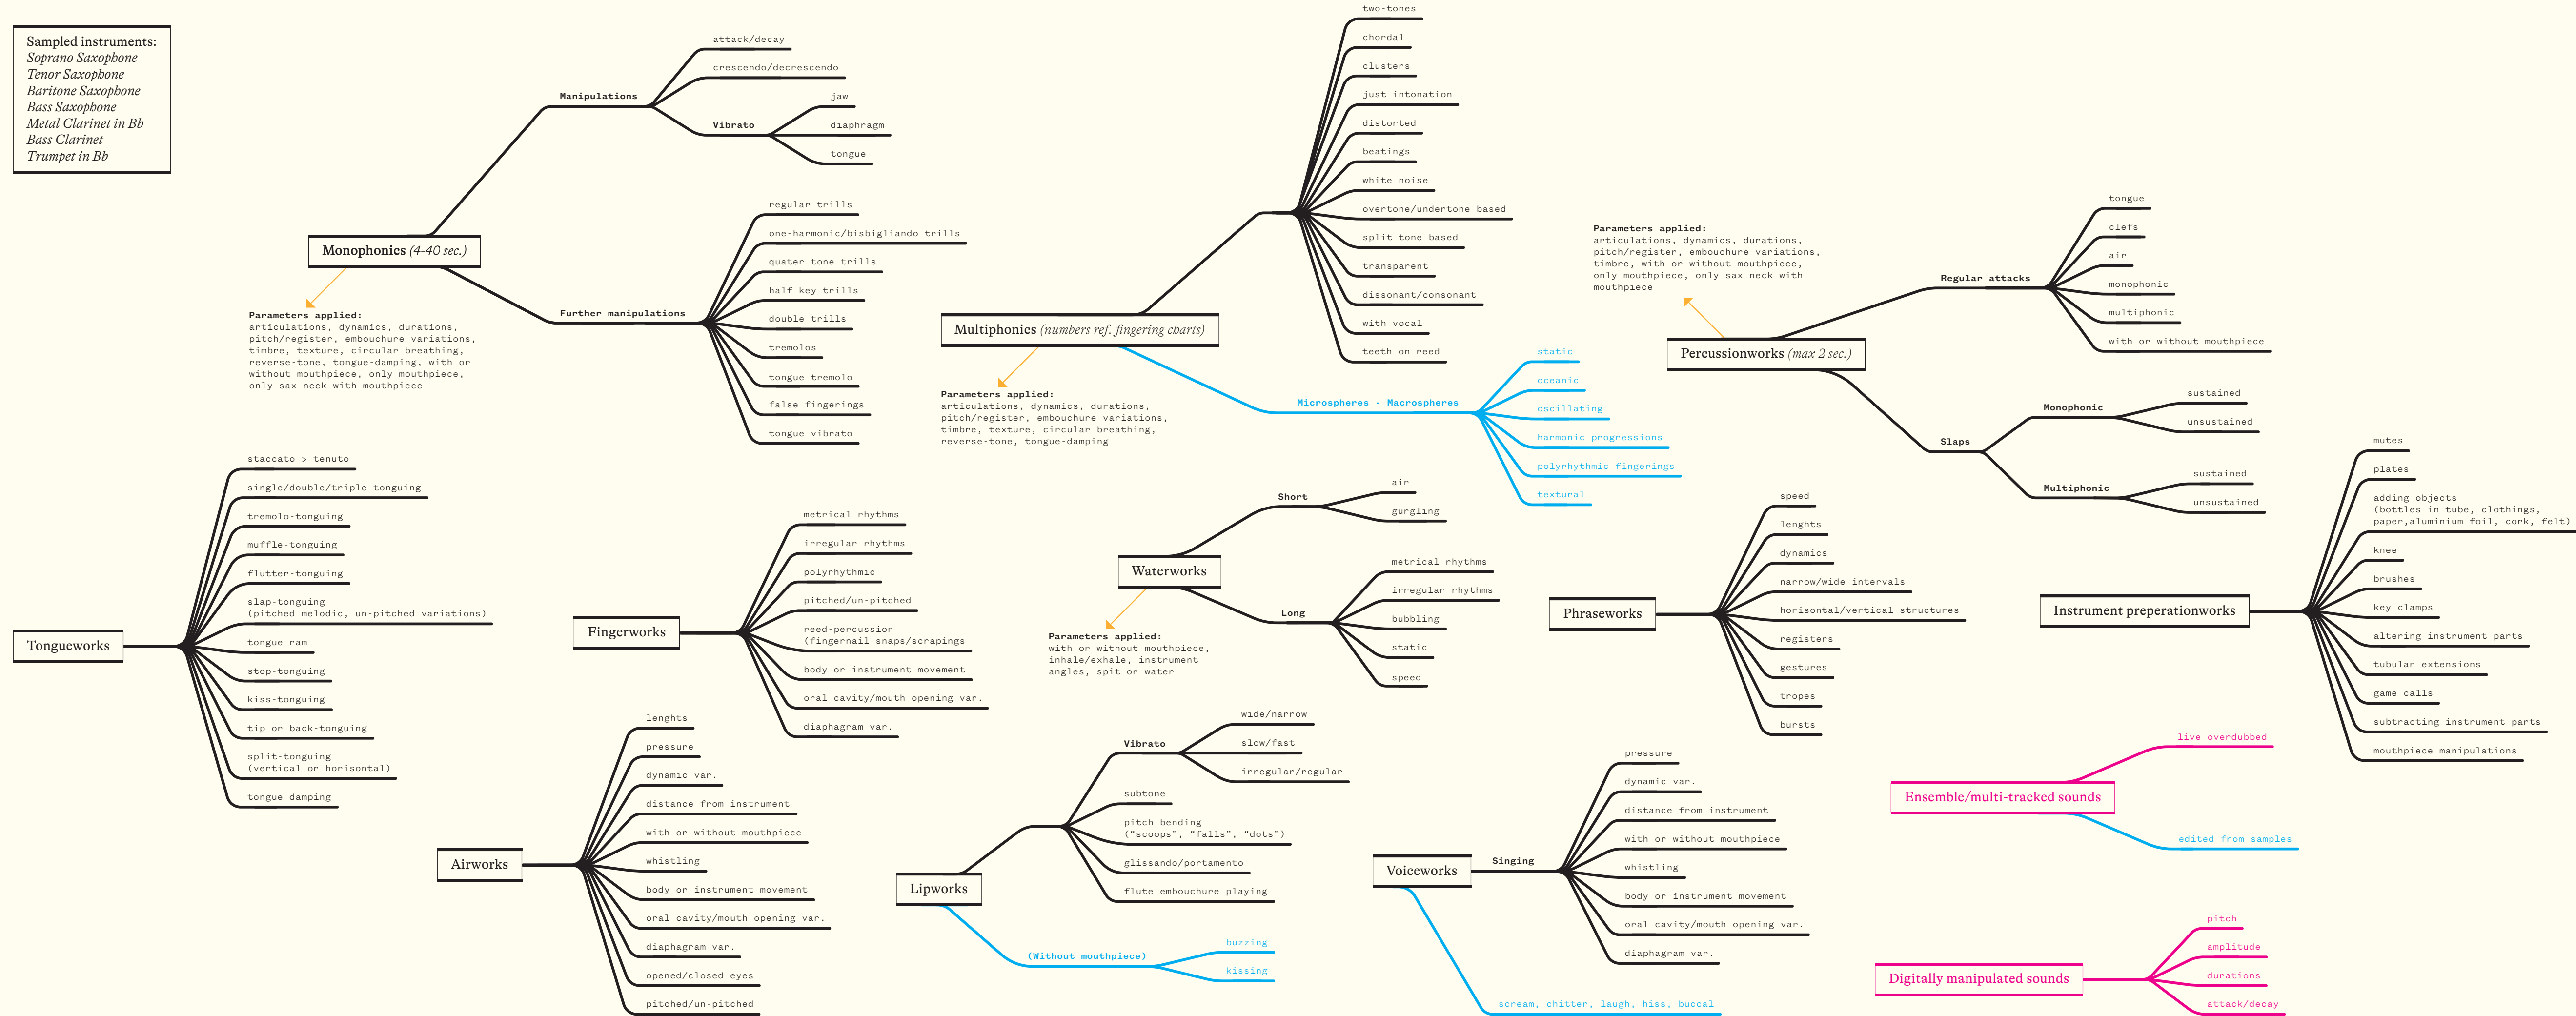 Sampled instruments:
Soprano Saxophone
Tenor Saxophone
Baritone Saxophone
Bass Saxophone
Metal Clarinet in Bb
Bass Clarinet
Trumpet in Bb
Monophonics (4-40 sec.)
Parameters applied:
articulations, dynamics, durations,
pitch/register, embouchure variations,
timbre, texture, circular breathing,
reverse-tone, tongue-damping, with or
without mouthpiece, only mouthpiece,
only sax neck with mouthpiece
Manipulations
attack/decay
crescendo/decrescendo
Vibrato
jaw
diaphragm
tongue
Further manipulations
regular trills
one-harmonic/bisbigliando trills
quater tone trills
half key trills
double trills
tremolos
tongue tremolo
false fingerings
tongue vibrato
Multiphonics (numbers ref. fingering charts)
Parameters applied:
articulations, dynamics, durations,
pitch/register, embouchure variations,
timbre, texture, circular breathing,
reverse-tone, tongue-damping
two-tones
chordal
clusters
just intonation
distorted
beatings
white noise
overtone/undertone based
split tone based
transparent
dissonant/consonant
with vocal
teeth on reed
Microspheres - Macrospheres
static
oceanic
oscillating
harmonic progressions
polyrhythmic fingerings
textural
Parameters applied:
articulations, dynamics, durations,
pitch/register, embouchure variations,
timbre, with or without mouthpiece,
only mouthpiece, only sax neck with
mouthpiece
Percussionworks (max 2 sec.)
Regular attacks
tongue
clefs
air
monophonic
multiphonic
with or without mouthpiece
Slaps
Monophonic
sustained
unsustained
Multiphonic
sustained
unsustained
Tongueworks
staccato > tenuto
single/double/triple-tonguing
tremolo-tonguing
muffle-tonguing
flutter-tonguing
slap-tonguing
(pitched melodic, un-pitched variations)
tongue ram
stop-tonguing
kiss-tonguing
tip or back-tonguing
split-tonguing
(vertical or horisontal)
tongue damping
Fingerworks
metrical rhythms
irregular rhythms
polyrhythmic
pitched/un-pitched
reed-percussion
(fingernail snaps/scrapings
body or instrument movement
oral cavity/mouth opening var.
diaphagram var.
Waterworks
Parameters applied:
with or without mouthpiece,
inhale/exhale, instrument
angles, spit or water
Short
air
gurgling
Long
metrical rhythms
irregular rhythms
bubbling
static
speed
Phraseworks
speed
lenghts
dynamics
narrow/wide intervals
horisontal/vertical structures
registers
gestures
tropes
bursts
Instrument preperationworks
mutes
plates
adding objects
(bottles in tube, clothings,
paper,aluminium foil, cork, felt)
knee
brushes
key clamps
altering instrument parts
tubular extensions
game calls
subtracting instrument parts
mouthpiece manipulations
Airworks
lenghts
pressure
dynamic var.
distance from instrument
with or without mouthpiece
whistling
body or instrument movement
oral cavity/mouth opening var.
diaphagram var.
opened/closed eyes
pitched/un-pitched
Lipworks
Vibrato
wide/narrow
slow/fast
irregular/regular
subtone
pitch bending
(“scoops”, “falls”, “dots”)
glissando/portamento
flute embouchure playing
(Without mouthpiece)
buzzing
kissing
Voiceworks
Singing
pressure
dynamic var.
distance from instrument
with or without mouthpiece
whistling
body or instrument movement
oral cavity/mouth opening var.
diaphagram var.
scream, chitter, laugh, hiss, buccal
Ensemble/multi-tracked sounds
live overdubbed
edited from samples
Digitally manipulated sounds
pitch
amplitude
durations
attack/decay